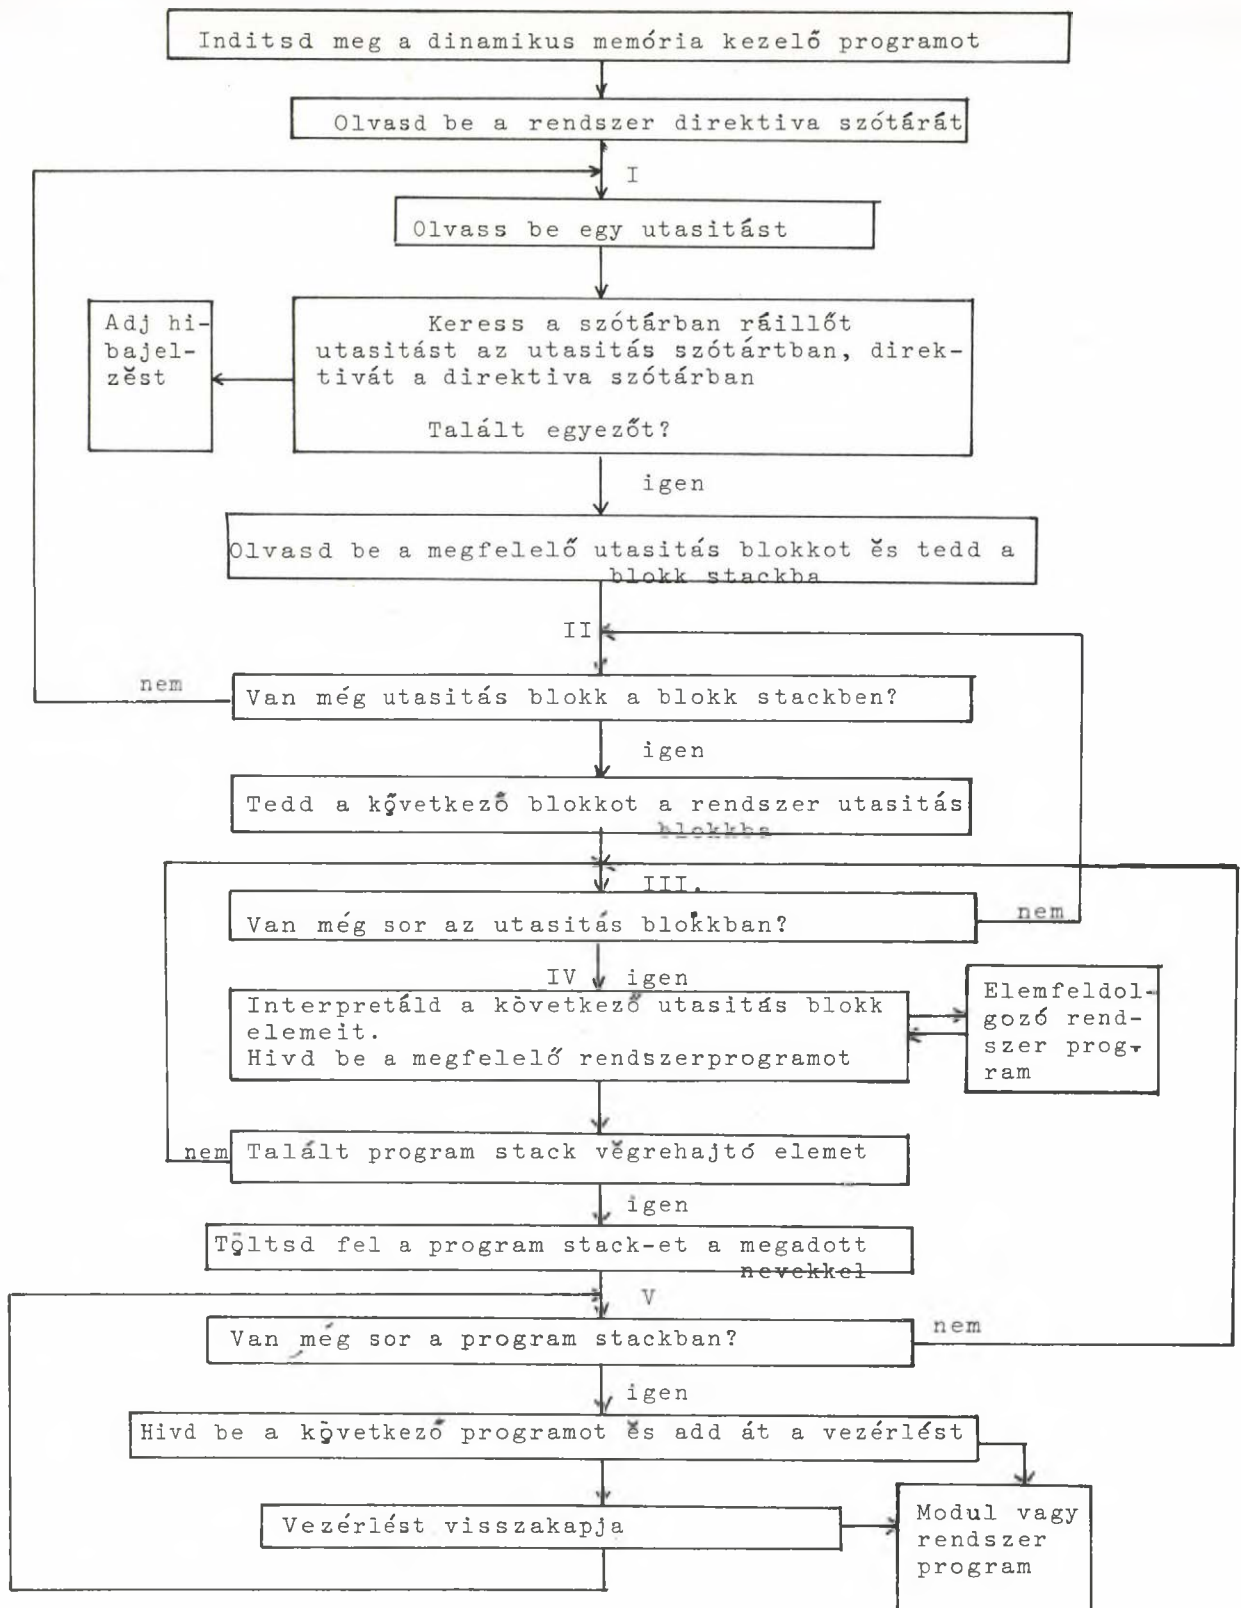 Inditsd meg a dinamikus memória kezelő programot
Olvasd be a rendszer direktiva szótárát
I
Olvass be egy utasitást
Adj hi-
bajel-
zést
Keress a szótárban ráillőt
utasitást az utasitás szótártban, direk-
tivát a direktiva szótárban
Talált egyezőt?
igen
Olvasd be a megfelelő utasitás blokkot és tedd a
blokk stackba
II
nem
Van még utasitás blokk a blokk stackben?
igen
Tedd a következő blokkot a rendszer utasitás
blokkba
III.
Van még sor az utasitás blokkban?
nem
IV
igen
Interpretáld a következő utasitás blokk
elemeit.
Hivd be a megfelelő rendszerprogramot
Elemfeldol-
gozó rend-
szer prog-
ram
nem
Talált program stack végrehajtó elemet
igen
Töltsd fel a program stack-et a megadott
nevekkel
V
Van még sor a program stackban?
nem
igen
Hivd be a következő programot és add át a vezérlést
Vezérlést visszakapja
Modul vagy
rendszer
program